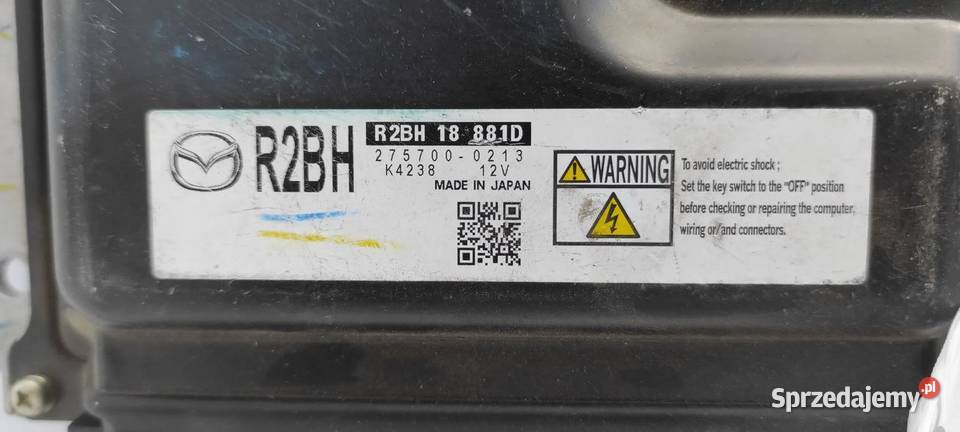 R2BH
R2BH 18 881D
275700-0213
K4238 12V
MADE IN JAPAN
WARNING
To avoid electric shock ;
Set the key switch to the "OFF" position
before checking or repairing the computer,
wiring or/and connectors.
Sprzedajemy.pl